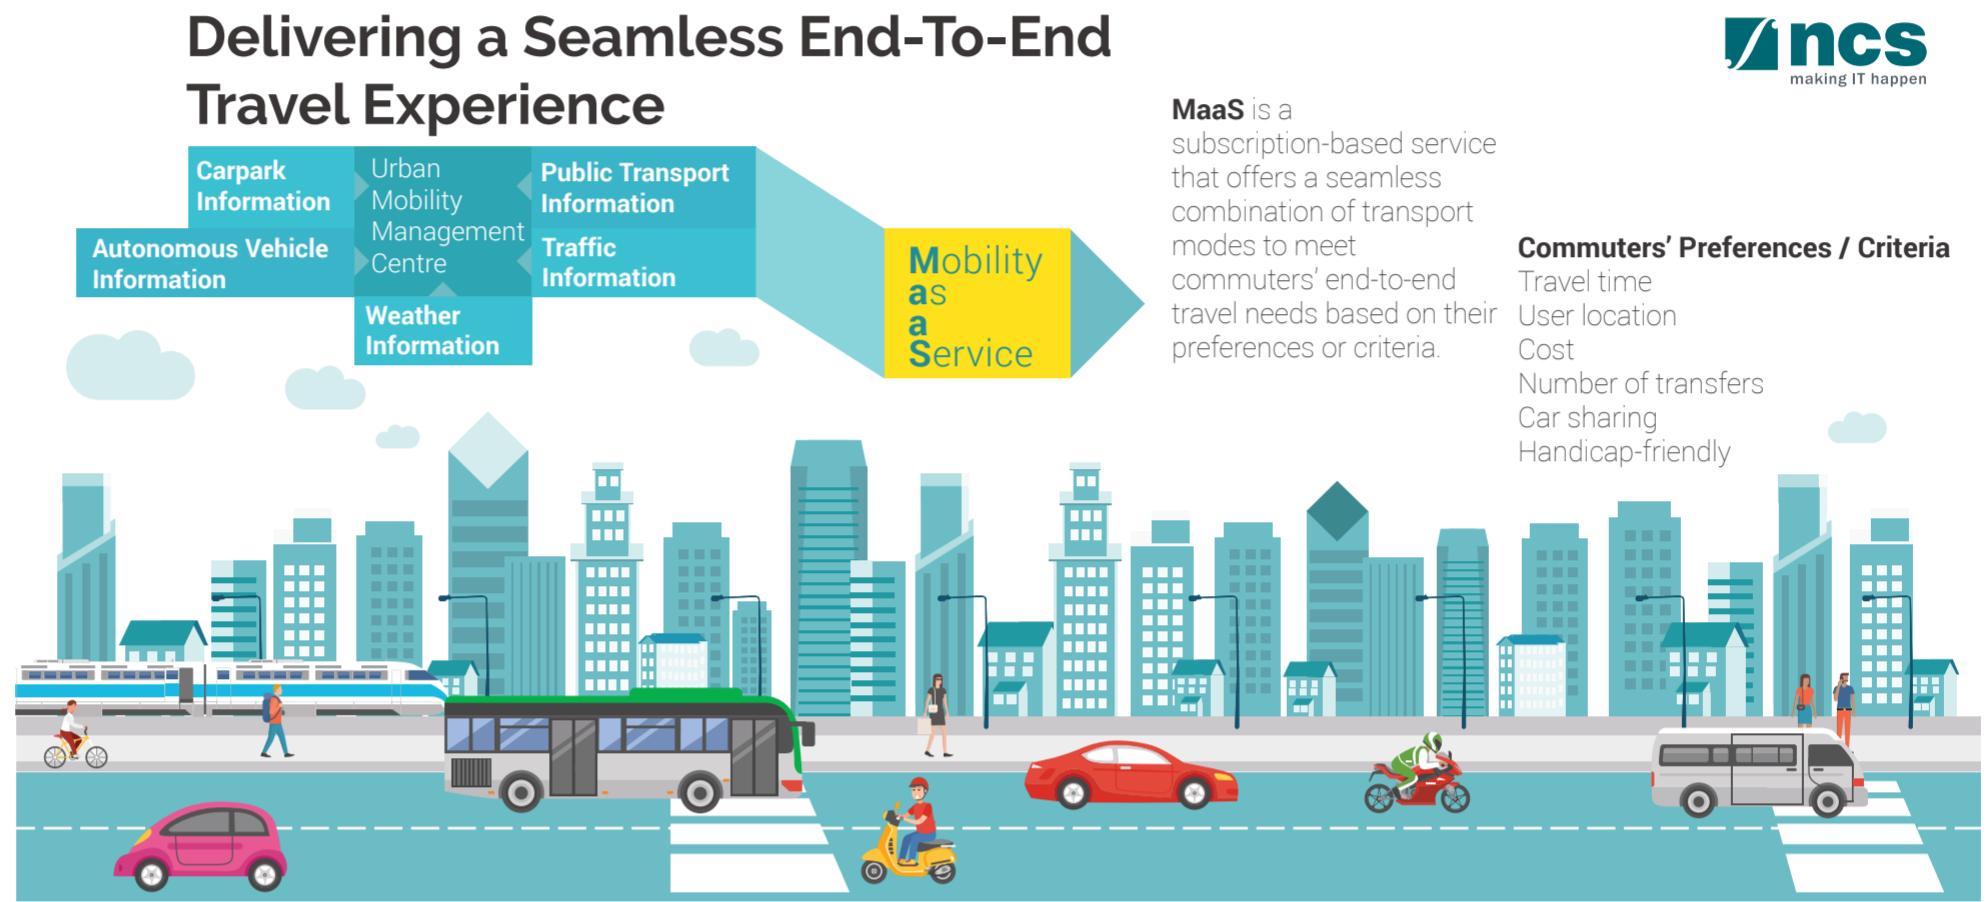 Delivering a Seamless End-To-End
Travel Experience
ncs
making IT happen
Carpark
Information
Autonomous Vehicle
Information
Urban
Mobility
Management
Centre
Public Transport
Information
Traffic
Information
Weather
Information
Mobility
as
a
Service
MaaS is a
subscription-based service
that offers a seamless
combination of transport
modes to meet
commuters' end-to-end
travel needs based on their
preferences or criteria.
Commuters' Preferences / Criteria
Travel time
User location
Cost
Number of transfers
Car sharing
Handicap-friendly